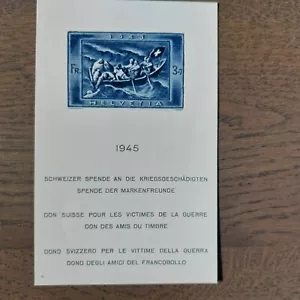 FR. 3+7
HELVETIA
1945
SCHWEIZER SPENDE AN DIE KRIEGSGESCHÄDIGTEN
SPENDE DER MARKENFREUNDE
DON SUISSE POUR LES VICTIMES DE LA GUERRE
DON DES AMIS DU TIMBRE
DONO SVIZZERO PER LE VITTIME DELLA GUERRA
DONO DEGLI AMICI DEL FRANCOBOLLO